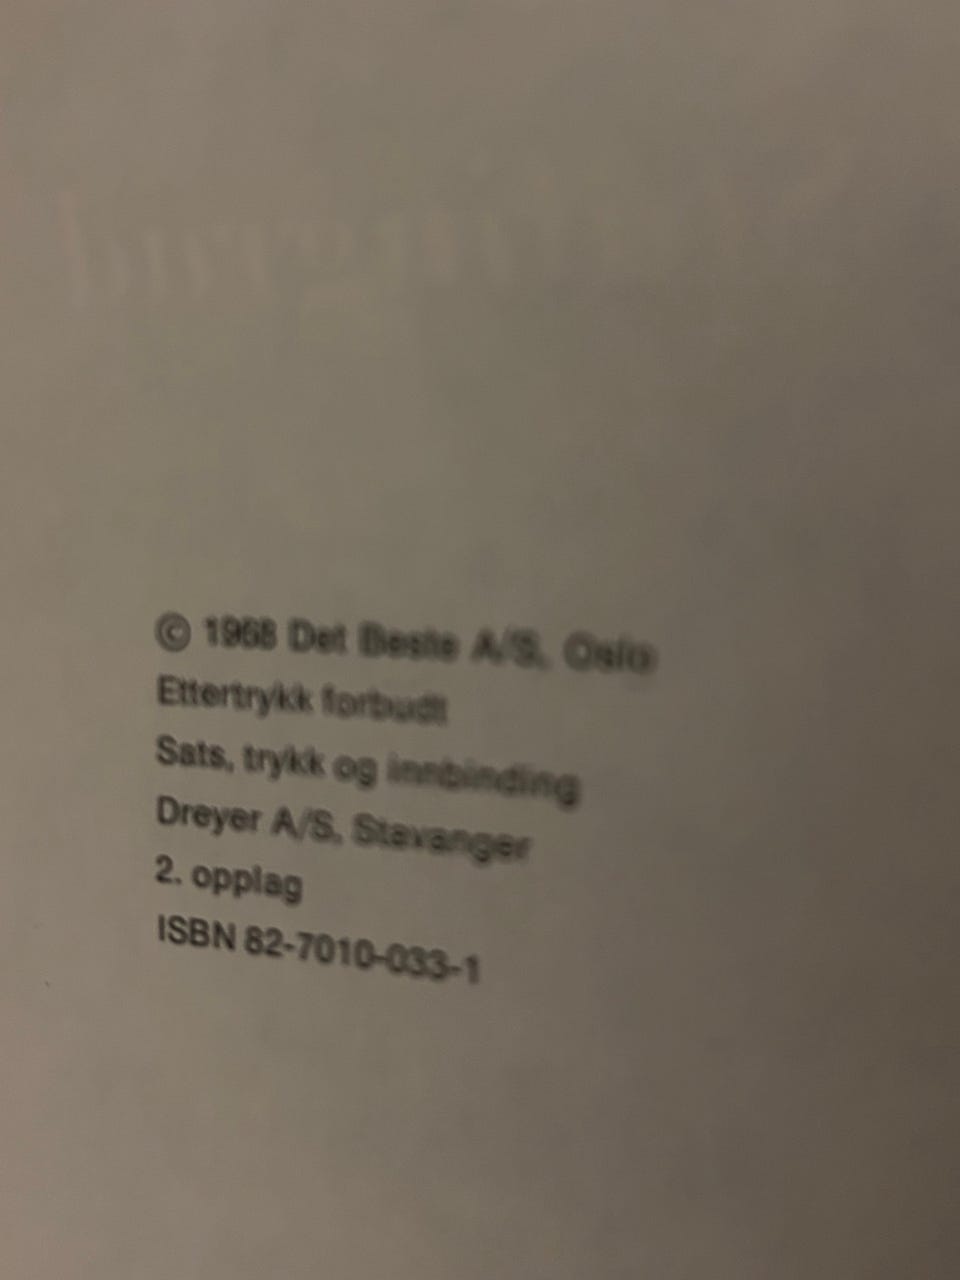 © 1968 Det Beste A/S, Oslo
Ettertrykk forbudt
Sats, trykk og innbinding
Dreyer A/S, Stavanger
2. opplag
ISBN 82-7010-033-1